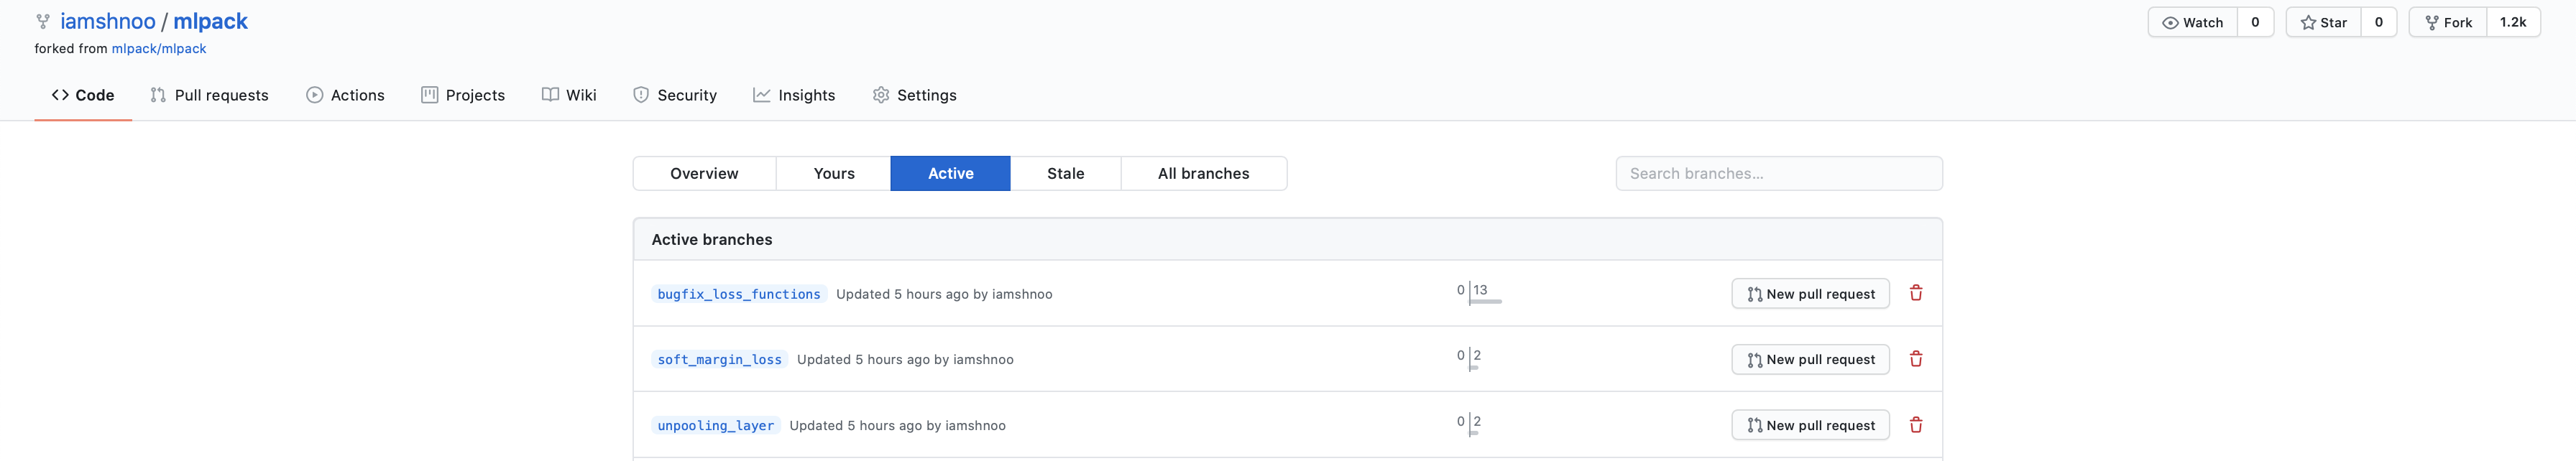 iamshnoo / mlpack
Watch 0 Star 0 Fork 1.2k
forked from mlpack/mlpack
Code Pull requests Actions Projects Wiki Security Insights Settings
Overview Yours Active Stale All branches Search branches...
Active branches
bugfix_loss_functions Updated 5 hours ago by iamshnoo 0 13 New pull request
soft_margin_loss Updated 5 hours ago by iamshnoo 0 2 New pull request
unpooling_layer Updated 5 hours ago by iamshnoo 0 2 New pull request